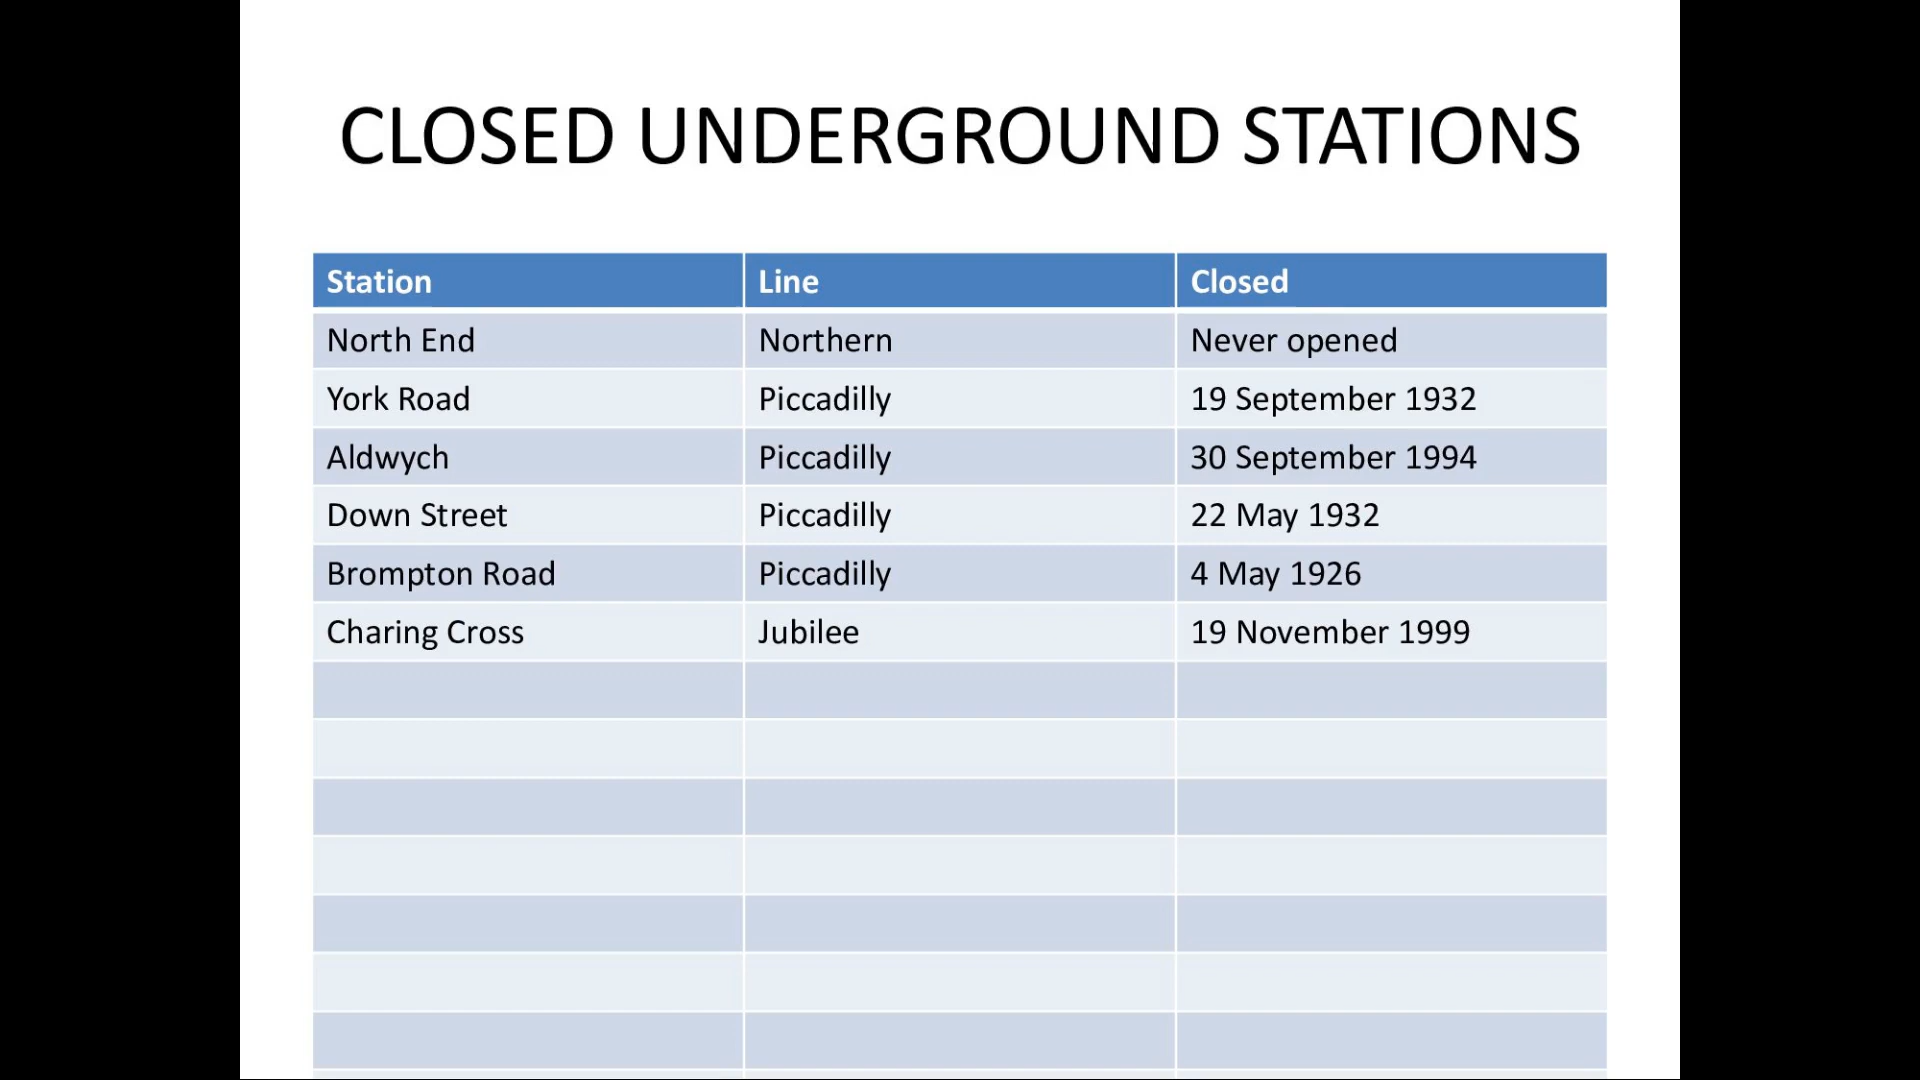 CLOSED UNDERGROUND STATIONS
Station Line Closed
North End Northern Never opened
York Road Piccadilly 19 September 1932
Aldwych Piccadilly 30 September 1994
Down Street Piccadilly 22 May 1932
Brompton Road Piccadilly 4 May 1926
Charing Cross Jubilee 19 November 1999